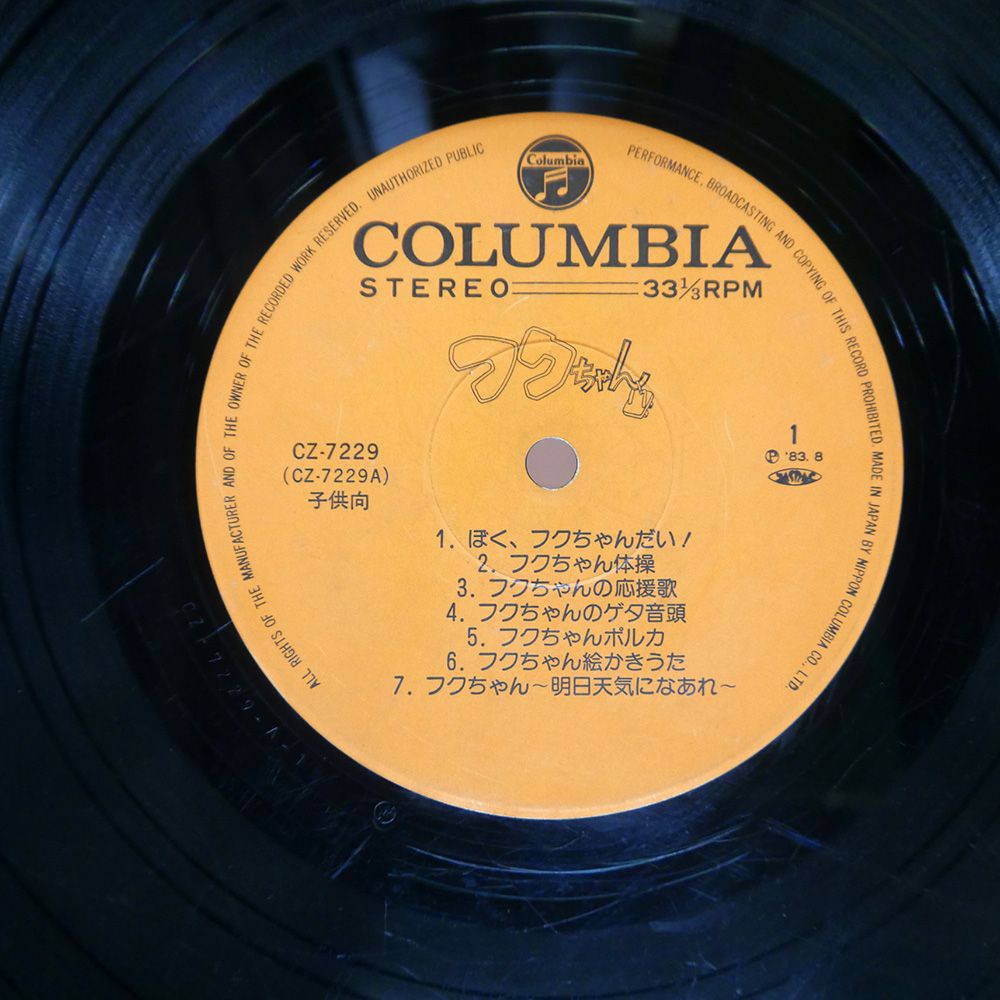 Columbia
COLUMBIA
STEREO 33⅓RPM
フクちゃん
CZ-7229
(CZ-7229A)
子供向
1
Ⓟ '83. 8
JASRAC
1. ぼく、フクちゃんだい!
2. フクちゃん体操
3. フクちゃんの応援歌
4. フクちゃんのゲタ音頭
5. フクちゃんポルカ
6. フクちゃん絵かきうた
7. フクちゃん〜明日天気になあれ〜
ALL RIGHTS OF THE MANUFACTURER AND OF THE OWNER OF THE RECORDED WORK RESERVED. UNAUTHORIZED PUBLIC PERFORMANCE, BROADCASTING AND COPYING OF THIS RECORD PROHIBITED. MADE IN JAPAN BY NIPPON COLUMBIA CO., LTD.